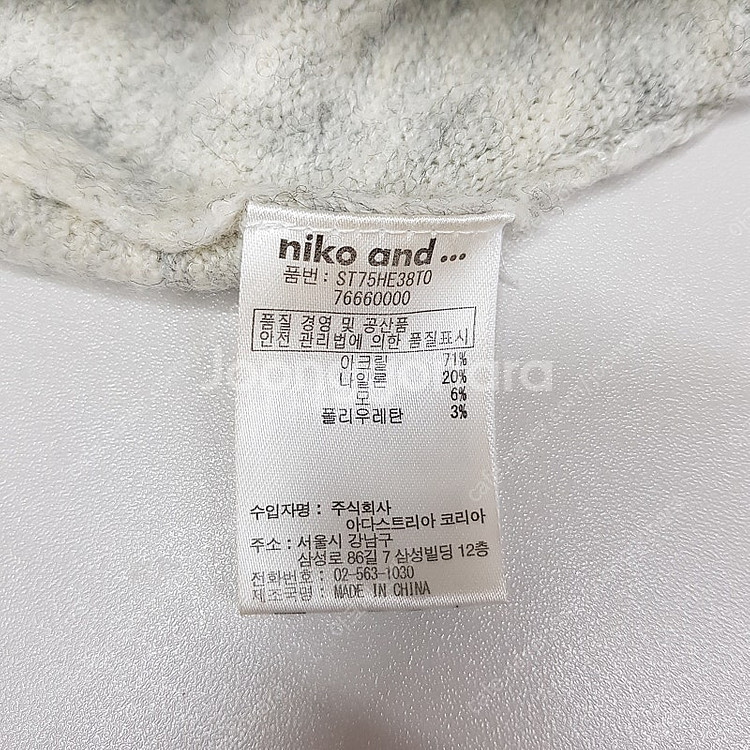 niko and...
품번: ST75HE38TO
76660000
품질 경영 및 공산품
안전 관리법에 의한 품질표시
아크릴 71%
나일론 20%
모 6%
폴리우레탄 3%
수입자명: 주식회사
아다스트리아 코리아
주소: 서울시 강남구
삼성로 86길 7 삼성빌딩 12층
전화번호: 02-563-1030
제조국명: MADE IN CHINA